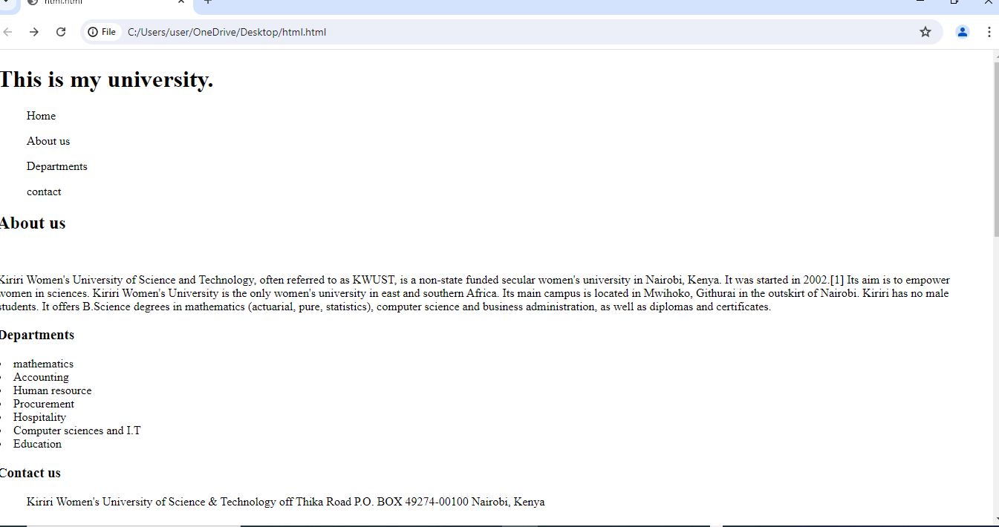 html.html
File C:/Users/user/OneDrive/Desktop/html.html
This is my university.
Home
About us
Departments
contact
About us
Kiriri Women's University of Science and Technology, often referred to as KWUST, is a non-state funded secular women's university in Nairobi, Kenya. It was started in 2002.[1] Its aim is to empower
women in sciences. Kiriri Women's University is the only women's university in east and southern Africa. Its main campus is located in Mwihoko, Githurai in the outskirt of Nairobi. Kiriri has no male
students. It offers B.Science degrees in mathematics (actuarial, pure, statistics), computer science and business administration, as well as diplomas and certificates.
Departments
mathematics
Accounting
Human resource
Procurement
Hospitality
Computer sciences and I.T
Education
Contact us
Kiriri Women's University of Science & Technology off Thika Road P.O. BOX 49274-00100 Nairobi, Kenya